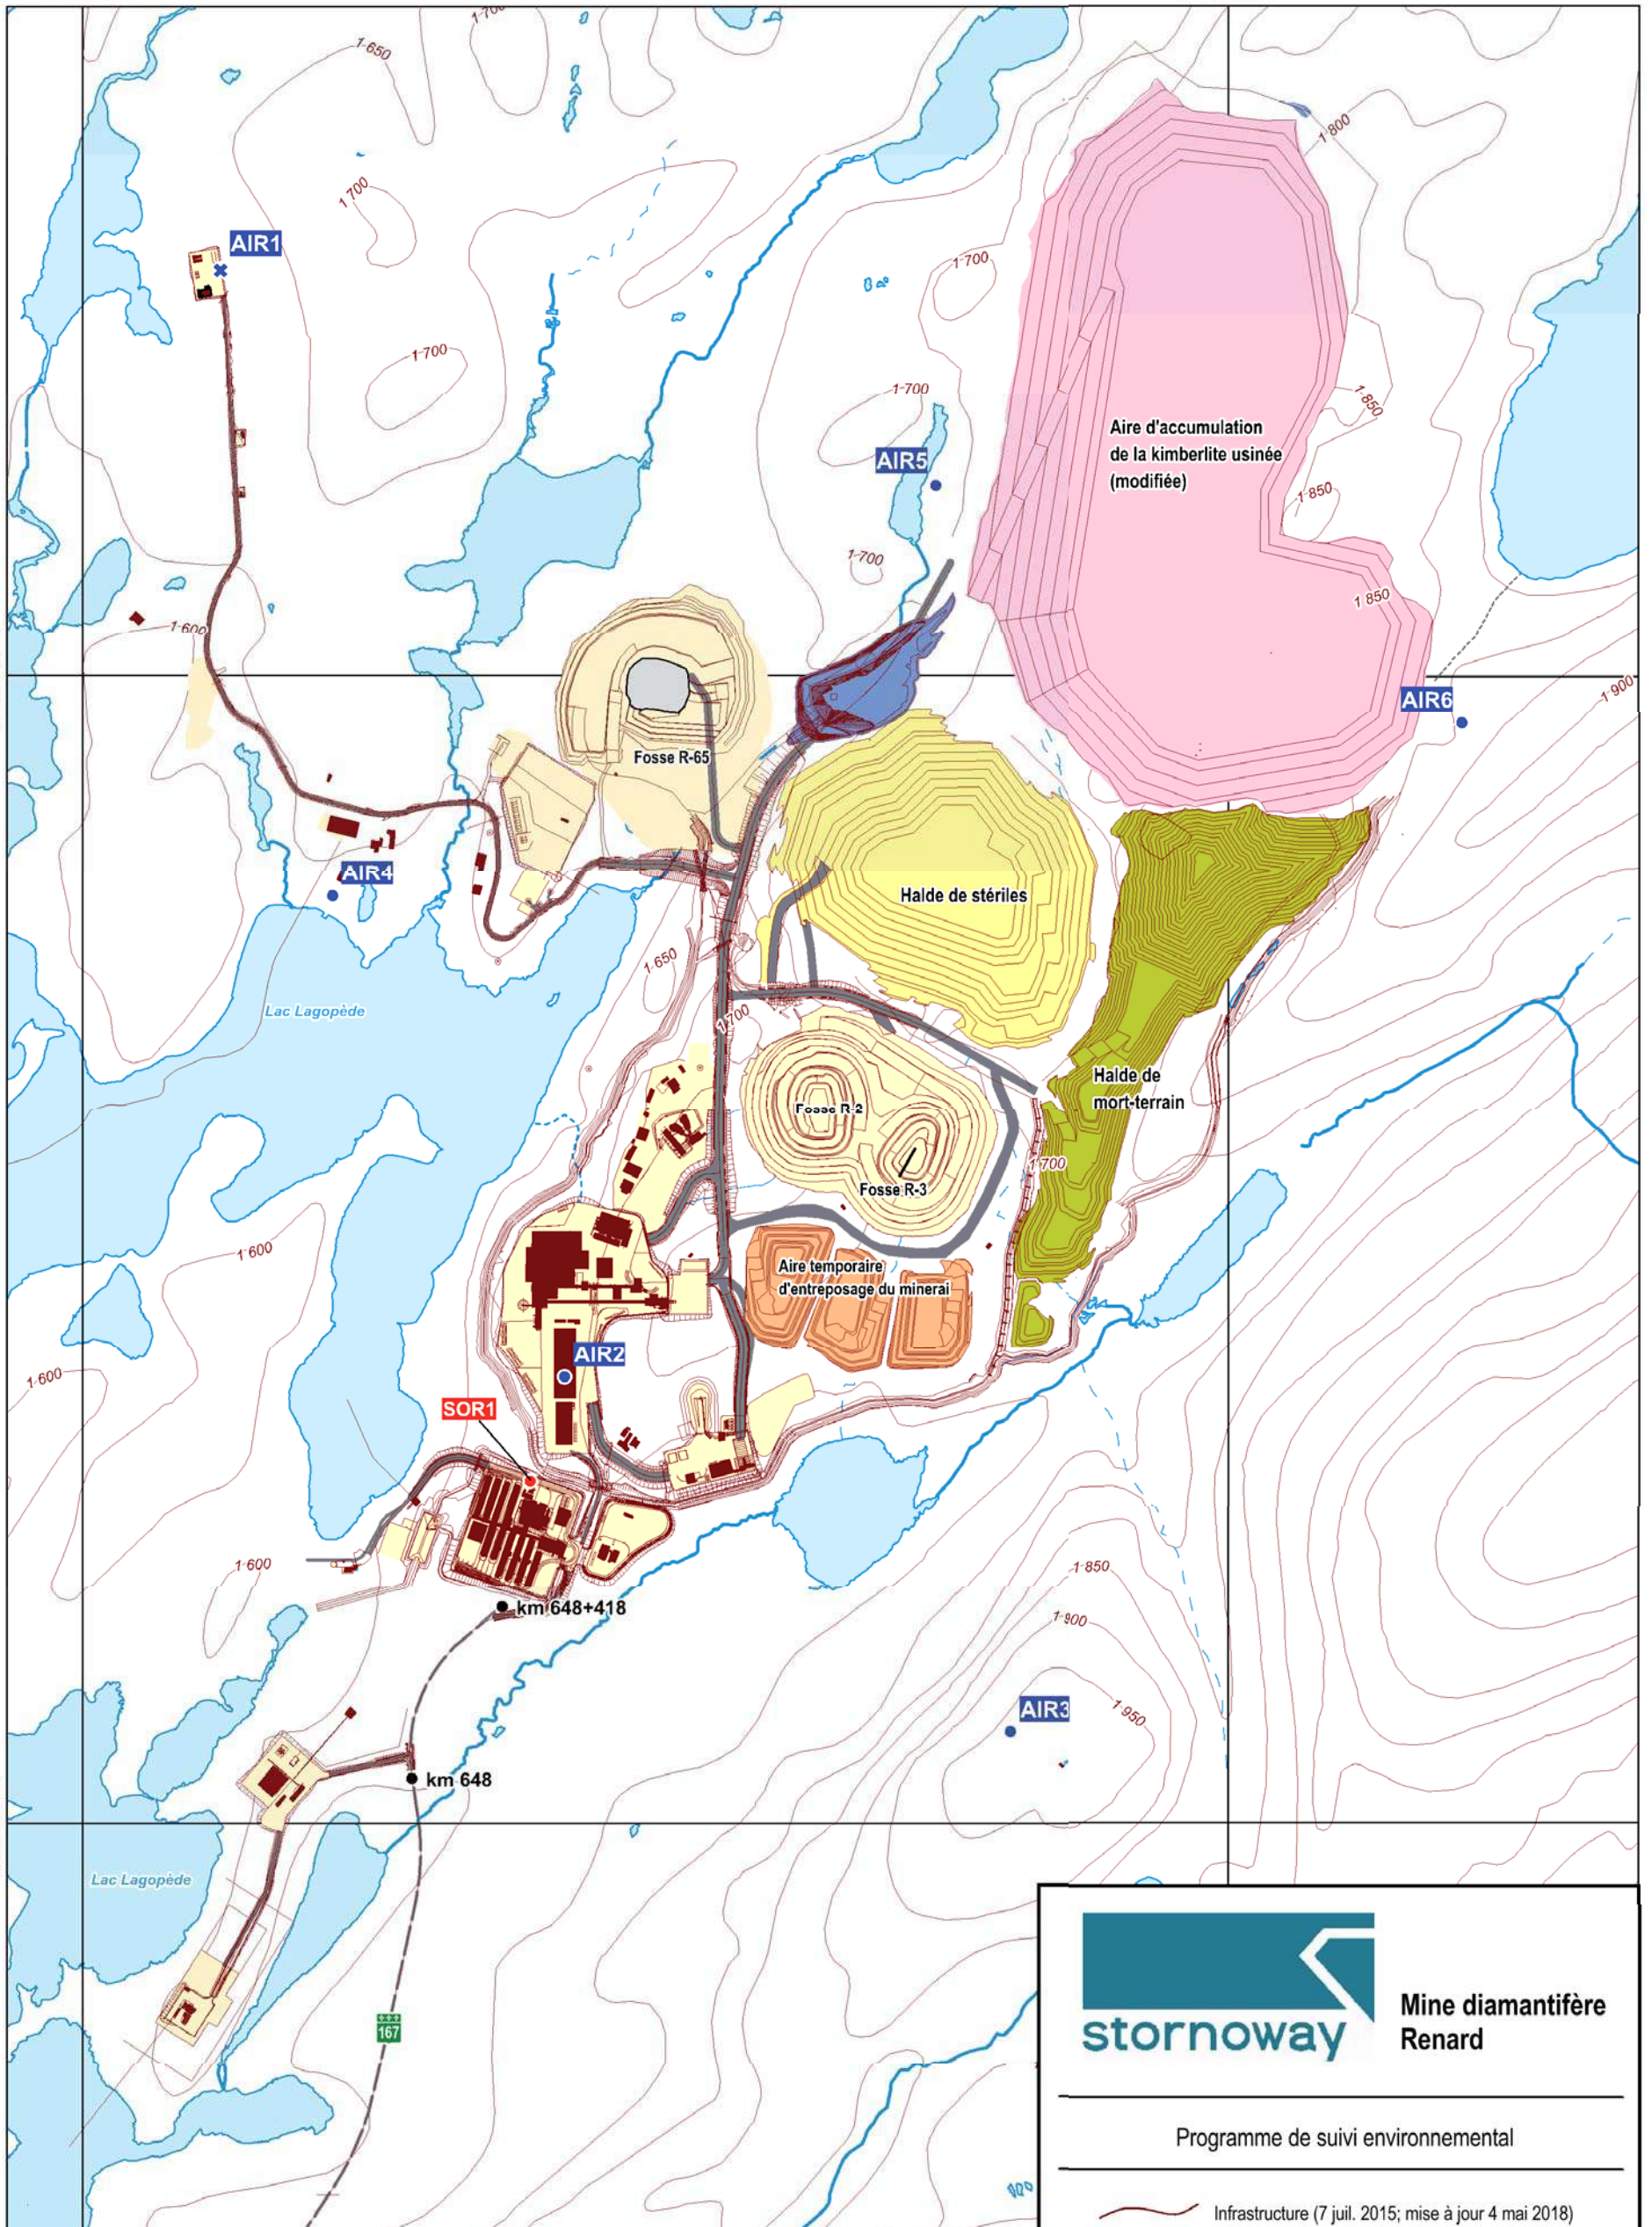 1 700
1 650
1 800
1 700
AIR1
1 700
1 700
1 700
1 850
Aire d'accumulation
de la kimberlite usinée
(modifiée)
AIR5
1 850
1 700
1 850
1 600
1 900
AIR6
Fosse R-65
AIR4
Halde de stériles
1 650
Lac Lagopède
1 700
Halde de
mort-terrain
Fosse R-2
1 700
Fosse R-3
1 600
Aire temporaire
d'entreposage du minerai
AIR2
1 600
SOR1
1 600
1 850
km 648+418
1 900
AIR3
1 950
km 648
Lac Lagopède
167
stornoway
Mine diamantifère
Renard
Programme de suivi environnemental
Infrastructure (7 juil. 2015; mise à jour 4 mai 2018)